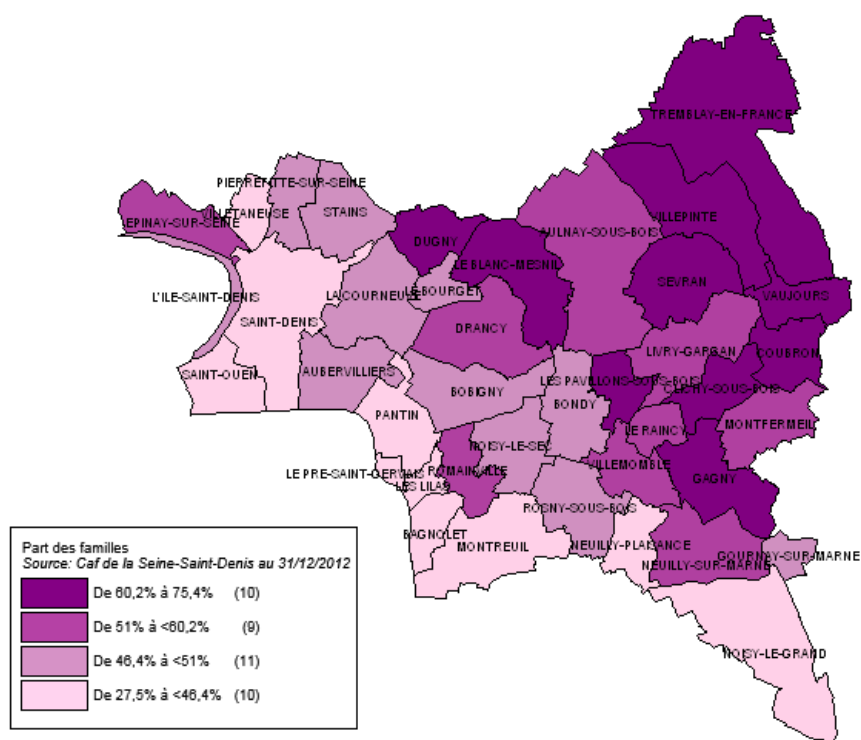 TREMBLAY-EN-FRANCE
PIERREFITTE-SUR-SEINE
VILLETANEUSE
STAINS
EPINAY-SUR-SEINE
VILLEPINTE
DUGNY
AULNAY-SOUS-BOIS
LE BLANC-MESNIL
SEVRAN
L'ILE-SAINT-DENIS
LA COURNEUVE
LE BOURGET
VAUJOURS
SAINT-DENIS
DRANCY
LIVRY-GARGAN
COUBRON
SAINT-OUEN
AUBERVILLIERS
BOBIGNY
LES PAVILLONS-SOUS-BOIS
CLICHY-SOUS-BOIS
BONDY
PANTIN
MONTFERMEIL
LE RAINCY
NOISY-LE-SEC
LE PRE-SAINT-GERVAIS
ROMAINVILLE
VILLEMOMBLE
GAGNY
LES LILAS
ROSNY-SOUS-BOIS
BAGNOLET
MONTREUIL
NEUILLY-PLAISANCE
GOURNAY-SUR-MARNE
NEUILLY-SUR-MARNE
NOISY-LE-GRAND
Part des familles
Source: Caf de la Seine-Saint-Denis au 31/12/2012
De 60,2% à 75,4% (10)
De 51% à <60,2% (9)
De 46,4% à <51% (11)
De 27,5% à <46,4% (10)